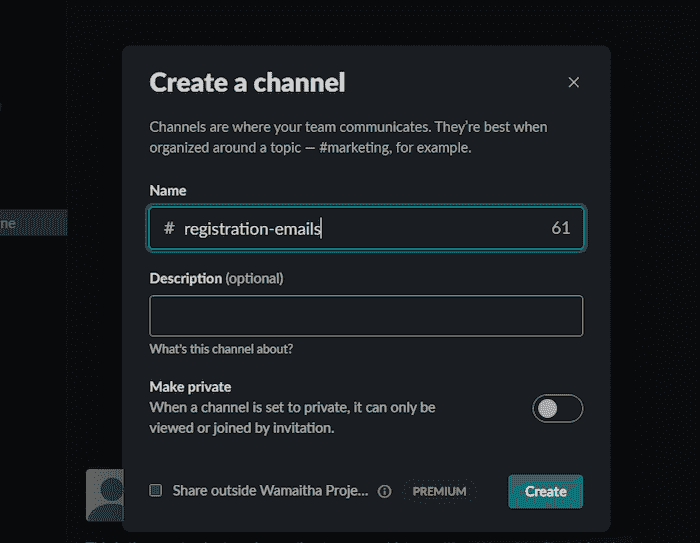 Create a channel
Channels are where your team communicates. They're best when
organized around a topic — #marketing, for example.
ne
Name
# registration-emails 61
Description (optional)
What's this channel about?
Make private
When a channel is set to private, it can only be
viewed or joined by invitation.
Share outside Wamaitha Proje... PREMIUM
Create